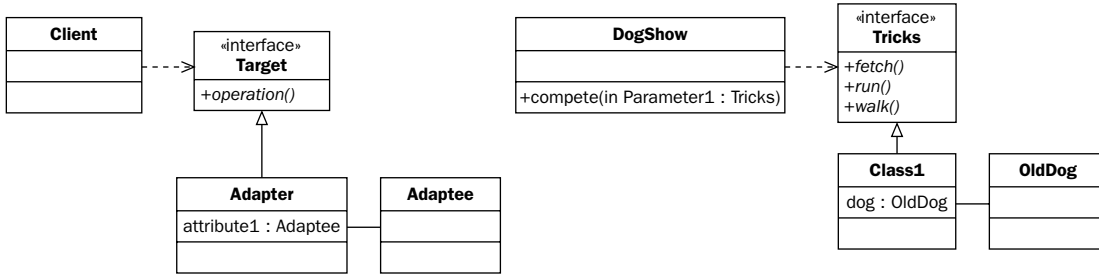 Client
«interface»
Target
+operation()
Adapter
attribute1 : Adaptee
Adaptee
DogShow
+compete(in Parameter1 : Tricks)
«interface»
Tricks
+fetch()
+run()
+walk()
Class1
dog : OldDog
OldDog